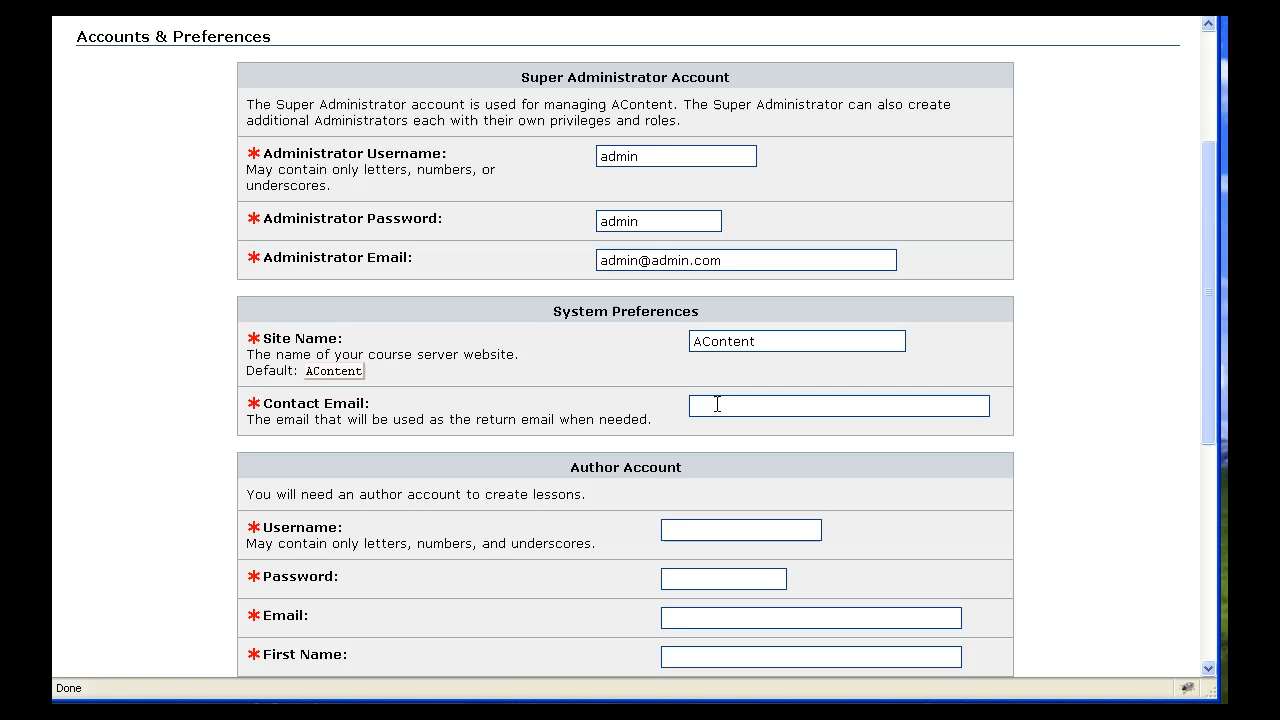 Accounts & Preferences
Super Administrator Account
The Super Administrator account is used for managing AContent. The Super Administrator can also create
additional Administrators each with their own privileges and roles.
* Administrator Username:
admin
May contain only letters, numbers, or
underscores.
* Administrator Password:
admin
* Administrator Email:
admin@admin.com
System Preferences
* Site Name:
AContent
The name of your course server website.
Default: AContent
* Contact Email:
The email that will be used as the return email when needed.
Author Account
You will need an author account to create lessons.
* Username:
May contain only letters, numbers, and underscores.
* Password:
* Email:
* First Name:
Done